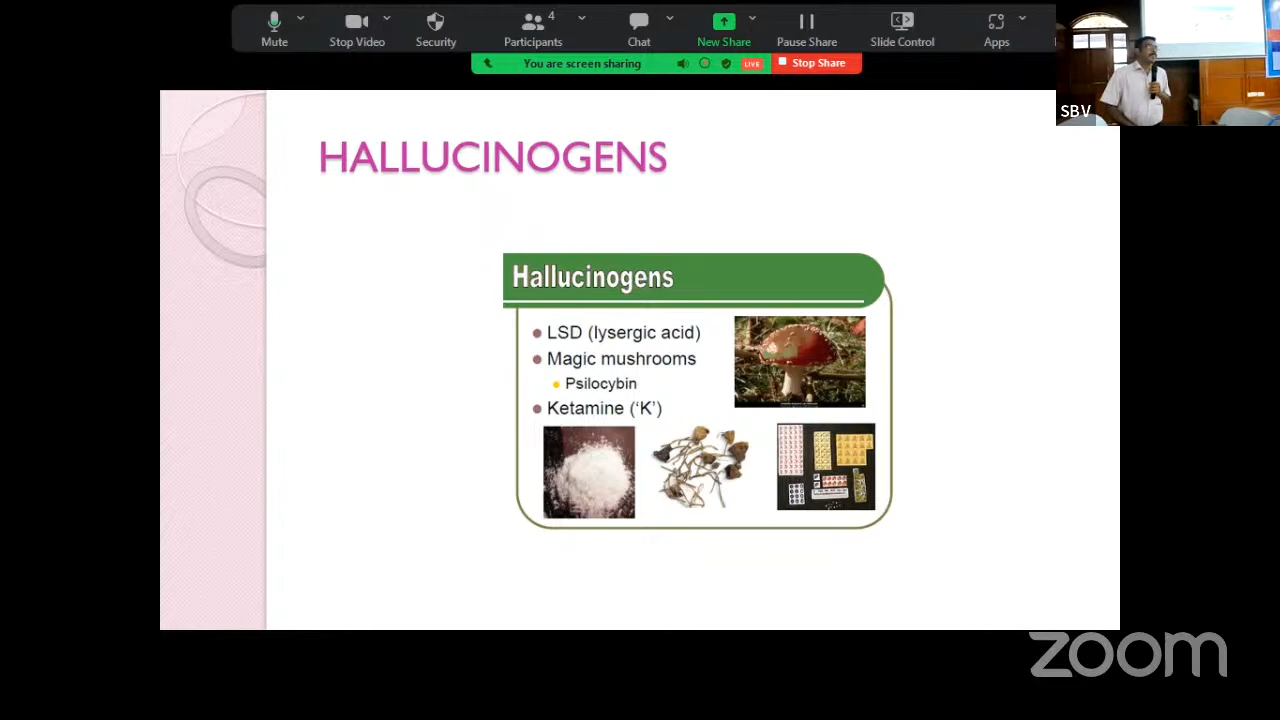 4
Mute
Stop Video
Security
Participants
Chat
New Share
Pause Share
Slide Control
Apps
You are screen sharing
LIVE
Stop Share
SBV
HALLUCINOGENS
Hallucinogens
LSD (lysergic acid)
Magic mushrooms
Psilocybin
Ketamine (‘K’)
zoom